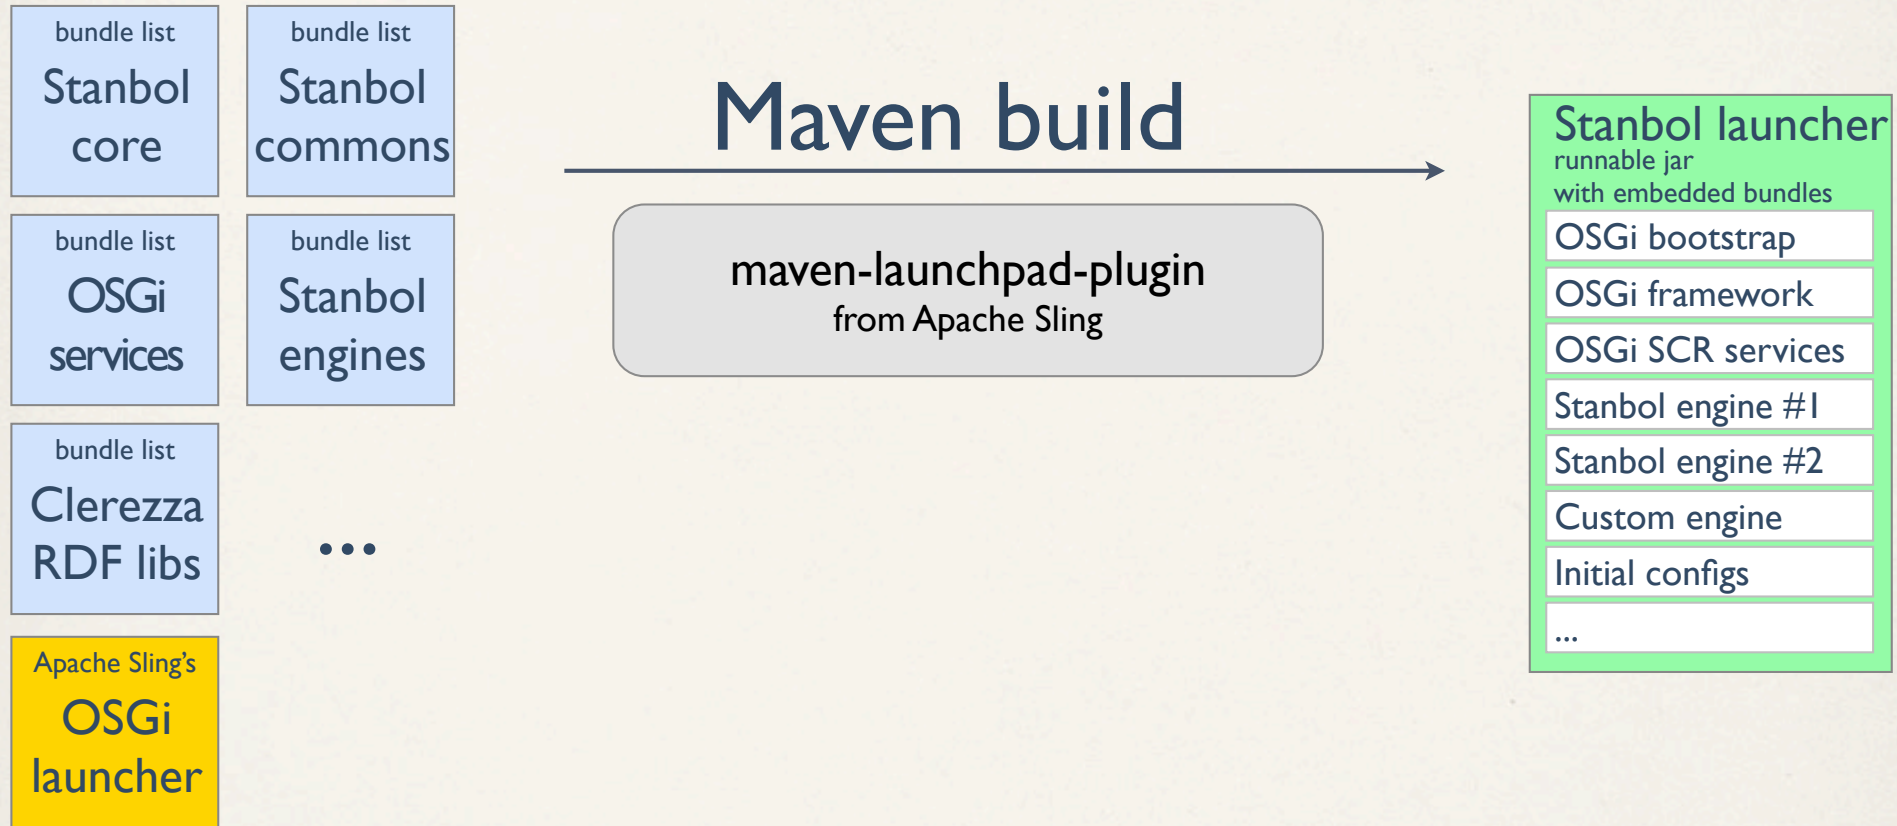 bundle list
Stanbol
core
bundle list
Stanbol
commons
bundle list
OSGi
services
bundle list
Stanbol
engines
bundle list
Clerezza
RDF libs
...
Apache Sling's
OSGi
launcher
Maven build
maven-launchpad-plugin
from Apache Sling
Stanbol launcher
runnable jar
with embedded bundles
OSGi bootstrap
OSGi framework
OSGi SCR services
Stanbol engine #1
Stanbol engine #2
Custom engine
Initial configs
...